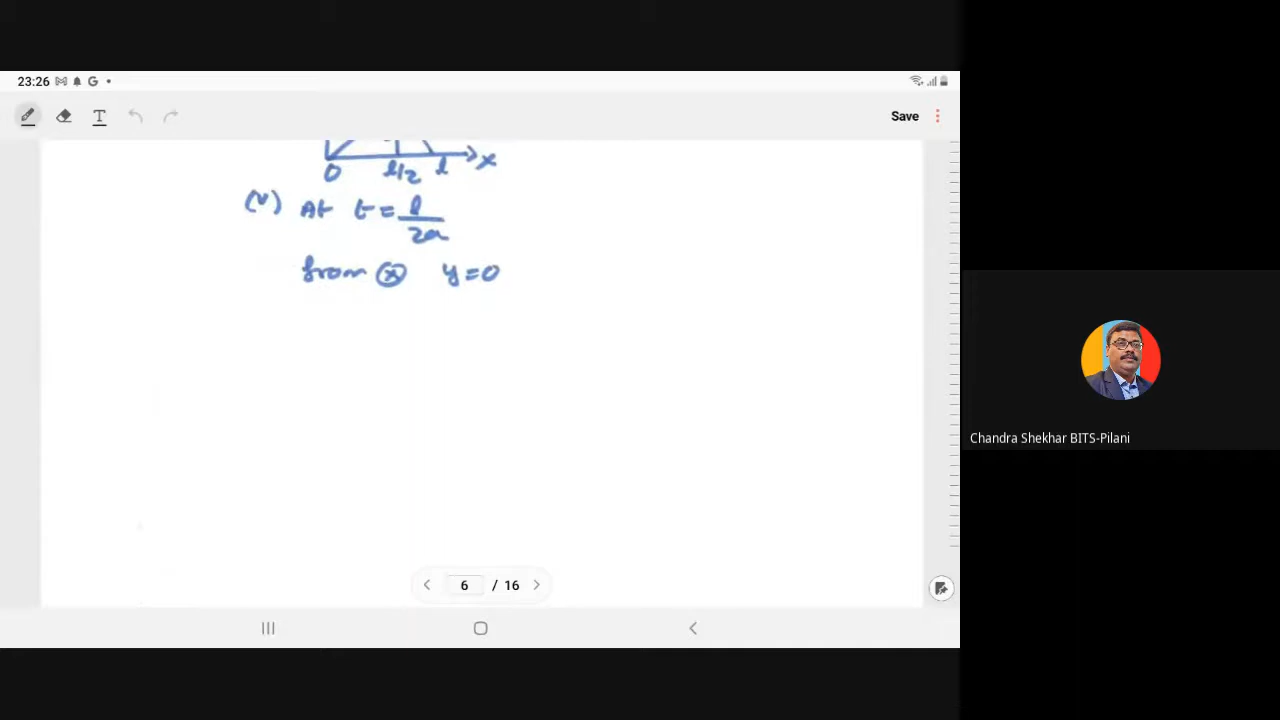 23:26
Save
0 l/2 l x
(v) At t = l/2a
from ⊗ y=0
6 / 16
Chandra Shekhar BITS-Pilani